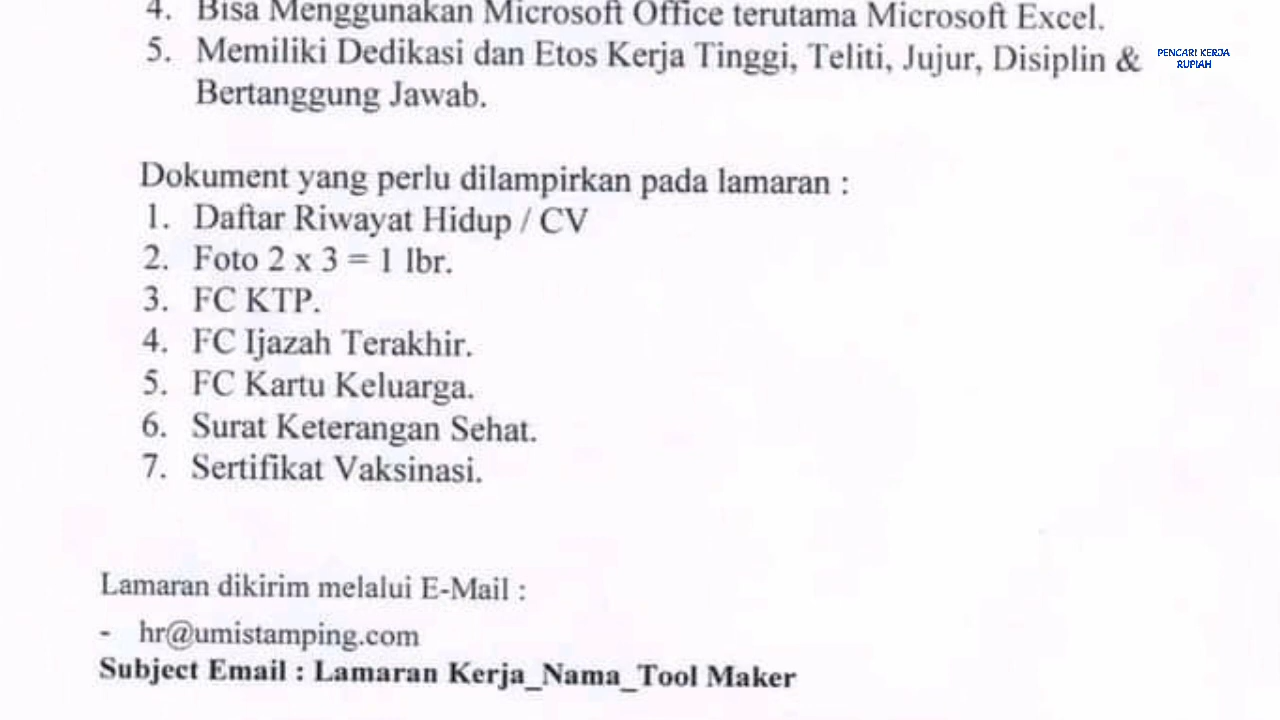 4. Bisa Menggunakan Microsoft Office terutama Microsoft Excel.
5. Memiliki Dedikasi dan Etos Kerja Tinggi, Teliti, Jujur, Disiplin &
Bertanggung Jawab.
PENCARI KERJA
RUPIAH
Dokument yang perlu dilampirkan pada lamaran :
1. Daftar Riwayat Hidup / CV
2. Foto 2 x 3 = 1 lbr.
3. FC KTP.
4. FC Ijazah Terakhir.
5. FC Kartu Keluarga.
6. Surat Keterangan Sehat.
7. Sertifikat Vaksinasi.
Lamaran dikirim melalui E-Mail :
- hr@umistamping.com
Subject Email : Lamaran Kerja_Nama_Tool Maker